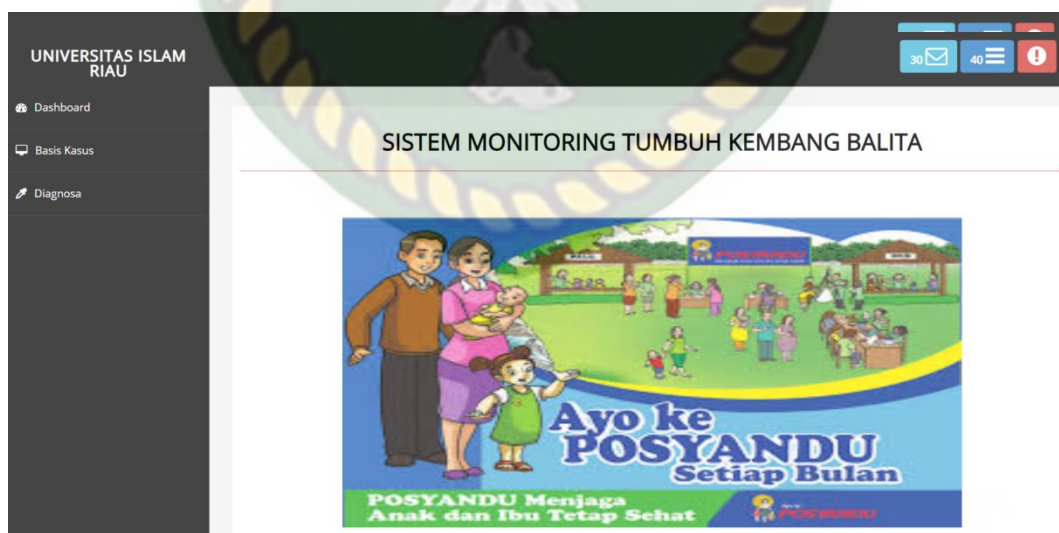 UNIVERSITAS ISLAM
RIAU
30
40
Dashboard
Basis Kasus
Diagnosa
SISTEM MONITORING TUMBUH KEMBANG BALITA
POSYANDU
Ayo ke
POSYANDU
Setiap Bulan
POSYANDU Menjaga
Anak dan Ibu Tetap Sehat
POSYANDU